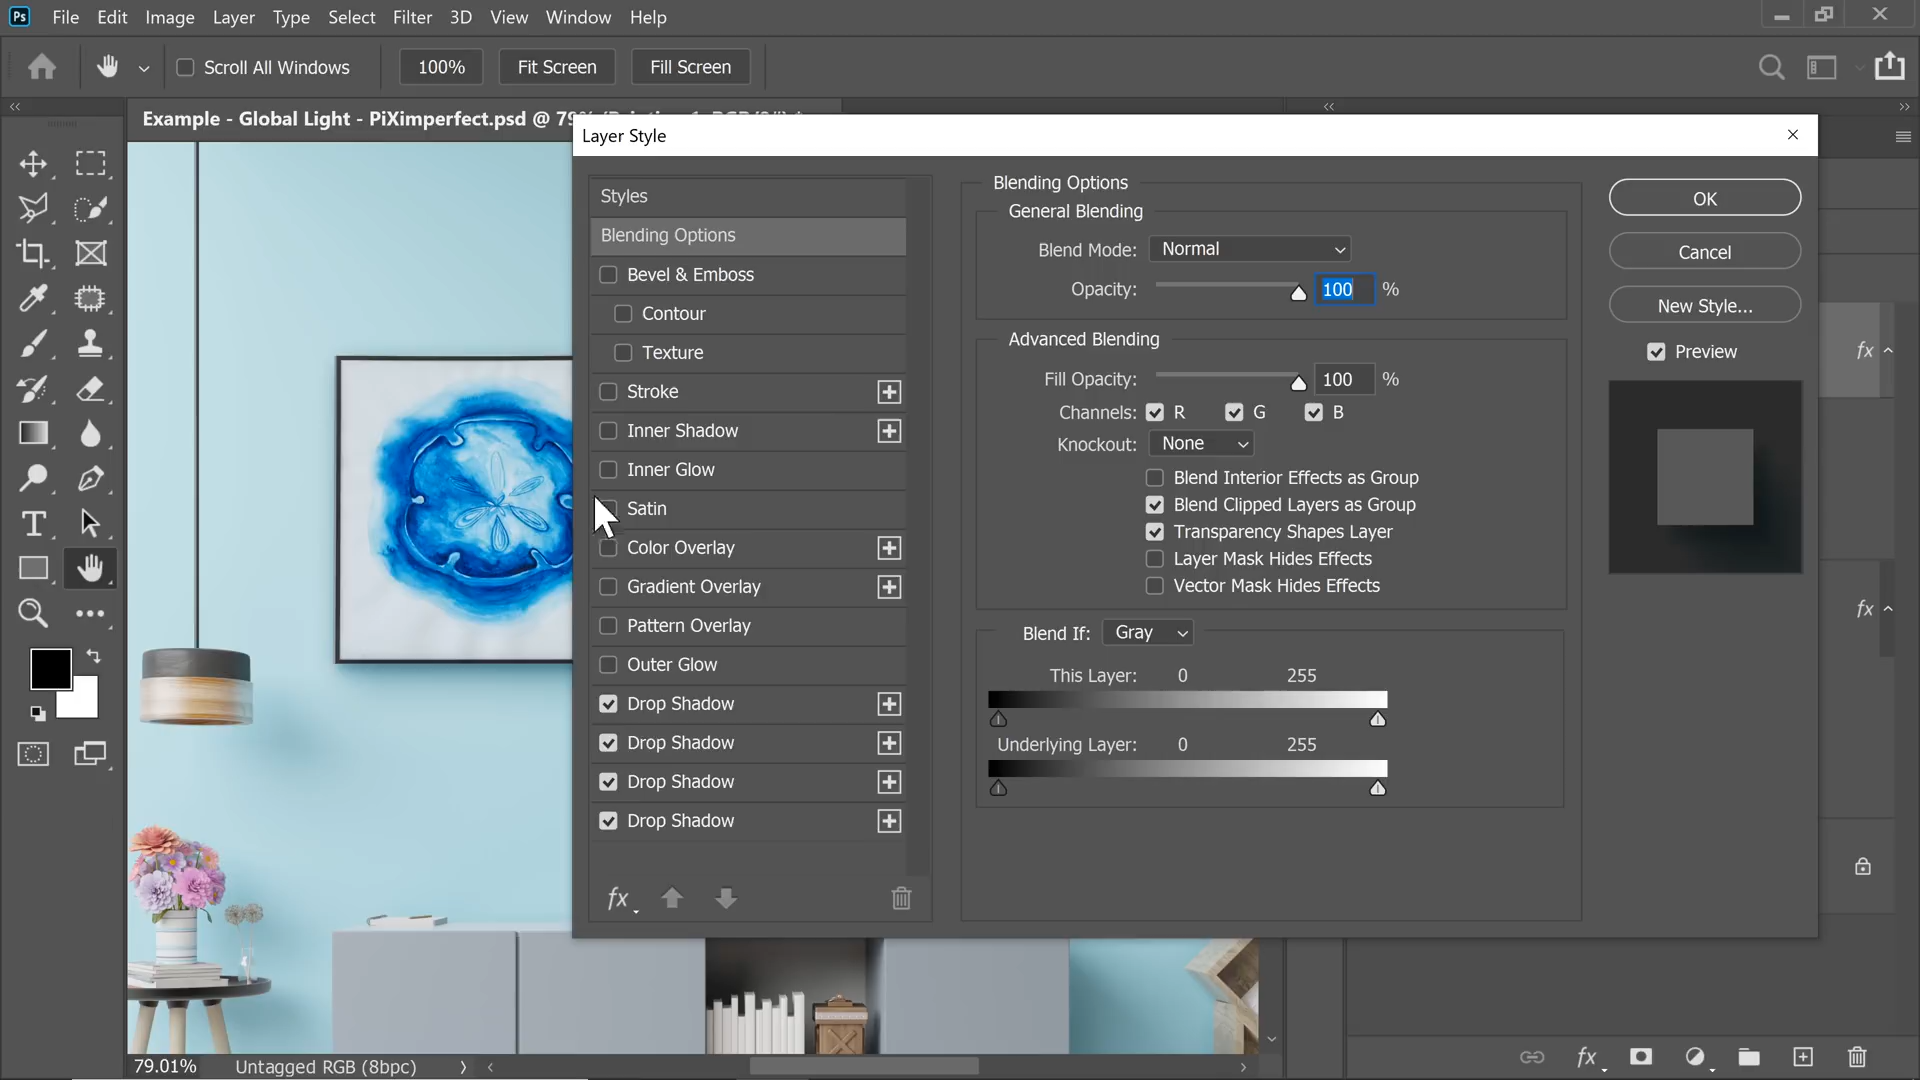 Ps File Edit Image Layer Type Select Filter 3D View Window Help
Scroll All Windows 100% Fit Screen Fill Screen
Example - Global Light - PiXimperfect.psd @ 79%
Layer Style
Styles
Blending Options
Bevel & Emboss
Contour
Texture
Stroke
Inner Shadow
Inner Glow
Satin
Color Overlay
Gradient Overlay
Pattern Overlay
Outer Glow
Drop Shadow
Drop Shadow
Drop Shadow
Drop Shadow
fx
Blending Options
General Blending
Blend Mode: Normal
Opacity: 100 %
Advanced Blending
Fill Opacity: 100 %
Channels: R G B
Knockout: None
Blend Interior Effects as Group
Blend Clipped Layers as Group
Transparency Shapes Layer
Layer Mask Hides Effects
Vector Mask Hides Effects
Blend If: Gray
This Layer: 0 255
Underlying Layer: 0 255
OK
Cancel
New Style...
Preview
fx
fx
79.01% Untagged RGB (8bpc)
fx